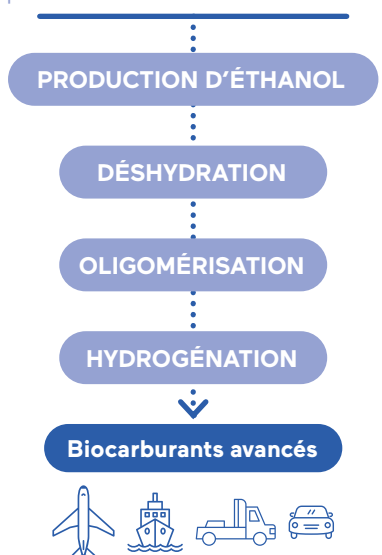 PRODUCTION D'ÉTHANOL
DÉSHYDRATION
OLIGOMÉRISATION
HYDROGÉNATION
Biocarburants avancés